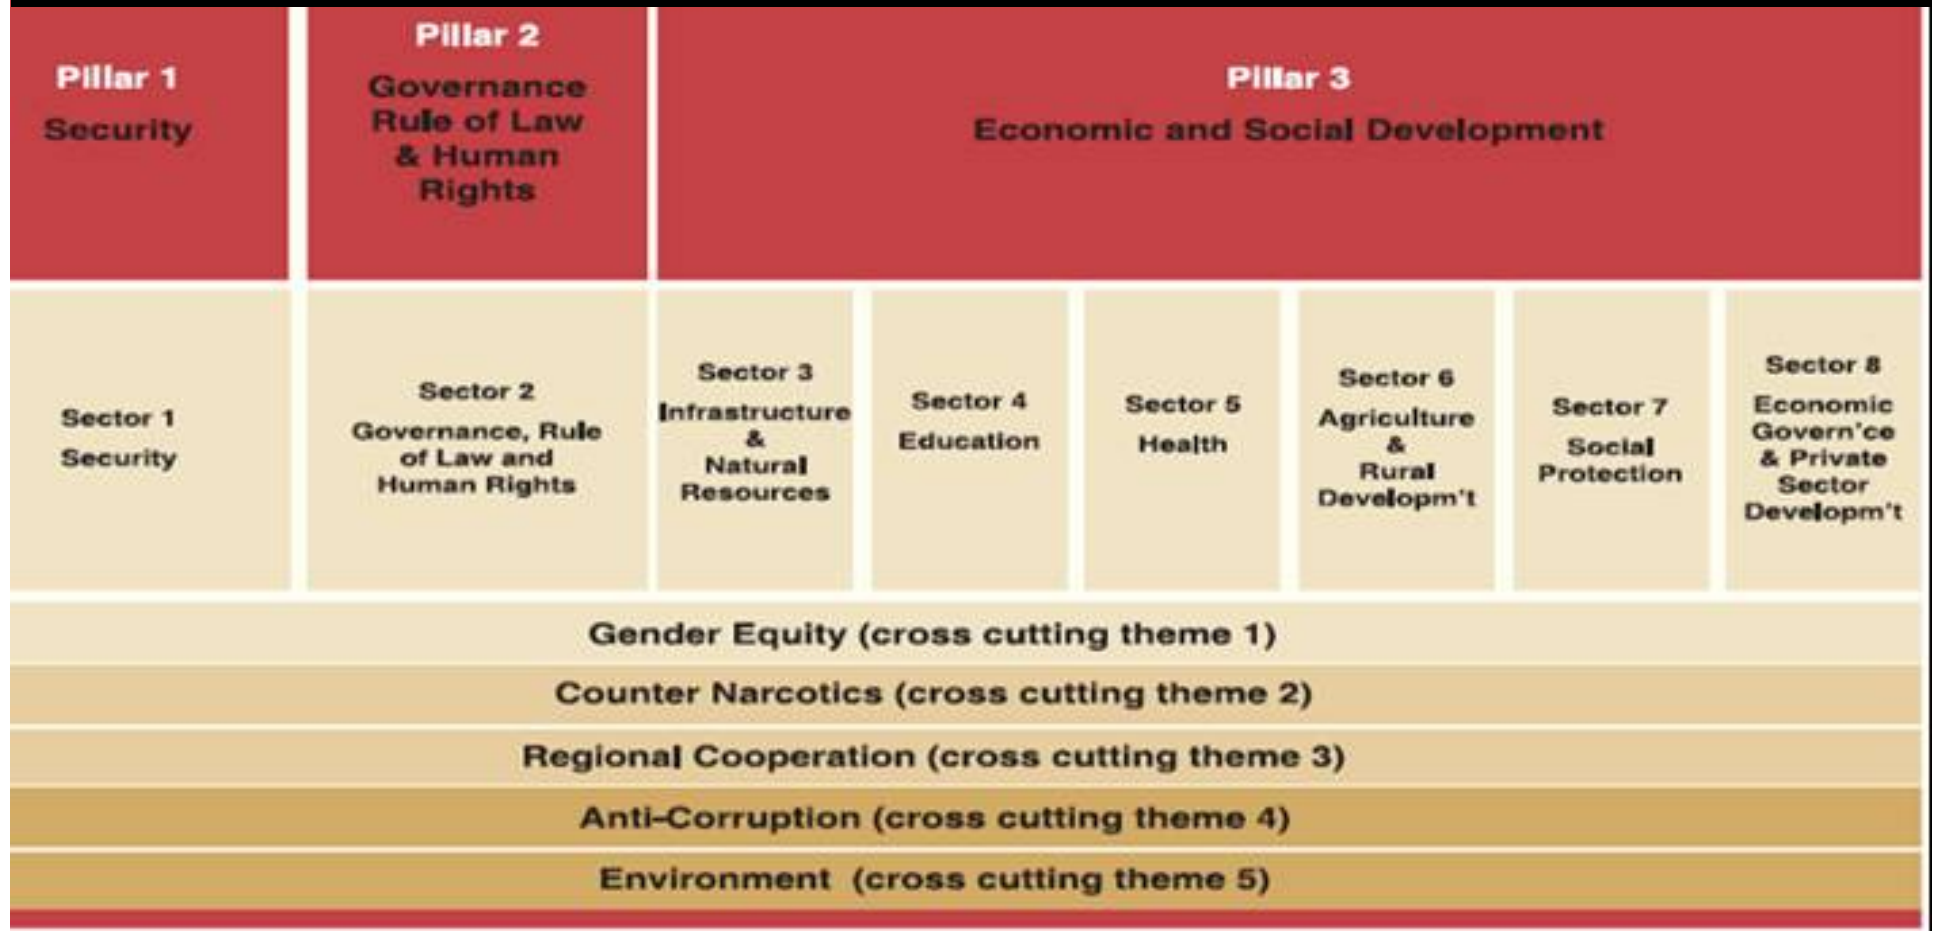 Pillar 1
Security
Pillar 2
Governance
Rule of Law
& Human
Rights
Pillar 3
Economic and Social Development
Sector 1
Security
Sector 2
Governance, Rule
of Law and
Human Rights
Sector 3
Infrastructure
&
Natural
Resources
Sector 4
Education
Sector 5
Health
Sector 6
Agriculture
&
Rural
Developm't
Sector 7
Social
Protection
Sector 8
Economic
Govern'ce
& Private
Sector
Developm't
Gender Equity (cross cutting theme 1)
Counter Narcotics (cross cutting theme 2)
Regional Cooperation (cross cutting theme 3)
Anti-Corruption (cross cutting theme 4)
Environment (cross cutting theme 5)